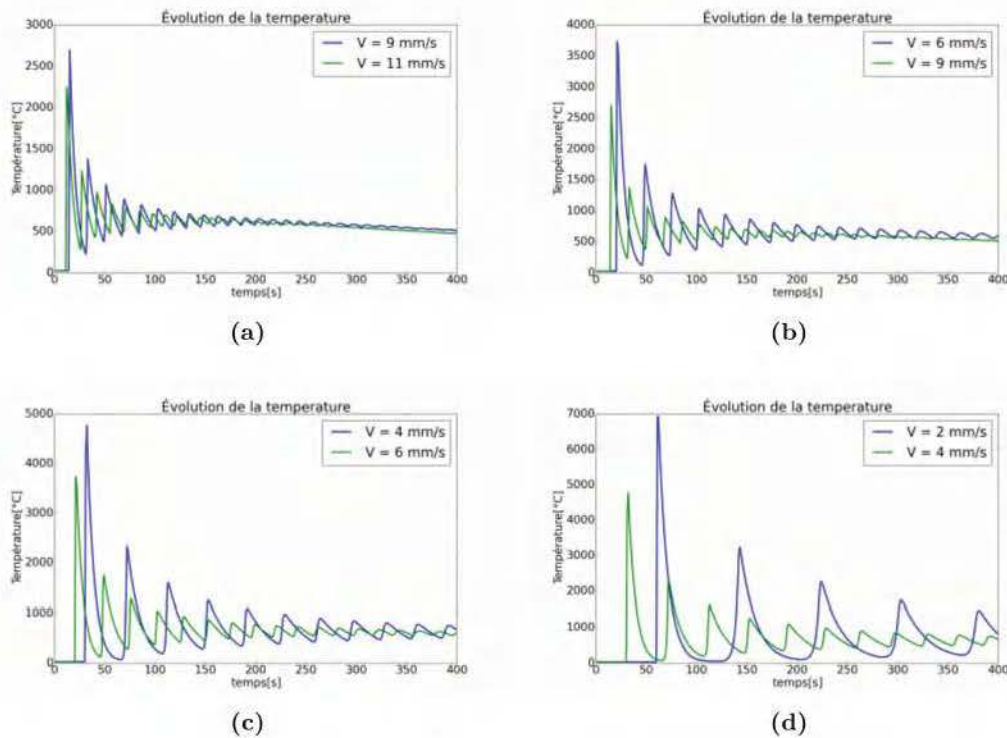 Évolution de la temperature
Température[°C]
3000
2500
2000
1500
1000
500
0
V = 9 mm/s
V = 11 mm/s
0 50 100 150 200 250 300 350 400
temps[s]
(a)
Évolution de la temperature
Température[°C]
4000
3500
3000
2500
2000
1500
1000
500
0
V = 6 mm/s
V = 9 mm/s
0 50 100 150 200 250 300 350 400
temps[s]
(b)
Évolution de la temperature
Température[°C]
5000
4000
3000
2000
1000
0
V = 4 mm/s
V = 6 mm/s
0 50 100 150 200 250 300 350 400
temps[s]
(c)
Évolution de la temperature
Température[°C]
7000
6000
5000
4000
3000
2000
1000
0
V = 2 mm/s
V = 4 mm/s
0 50 100 150 200 250 300 350 400
temps[s]
(d)